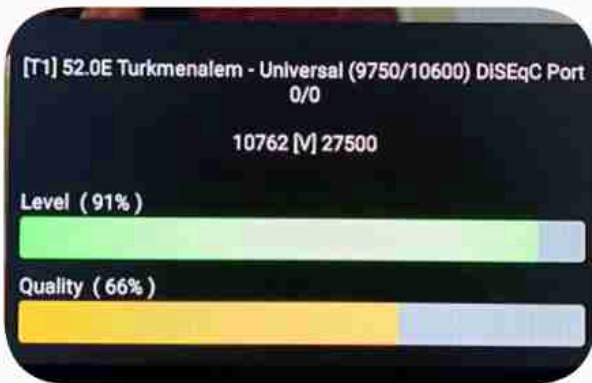 [T1] 52.0E Turkmenalem - Universal (9750/10600) DiSEqC Port
0/0
10762 [V] 27500
Level ( 91% )
Quality ( 66% )